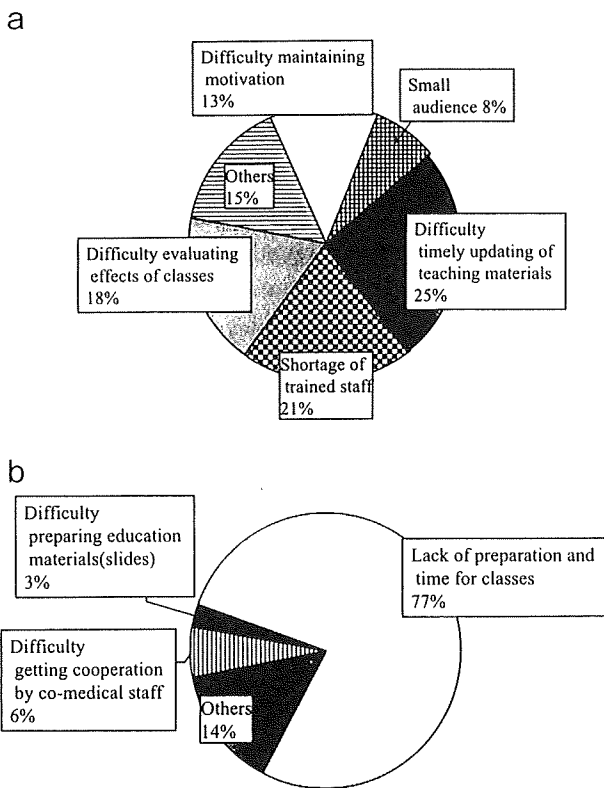 a
Difficulty maintaining
motivation
13%
Small
audience 8%
Others
15%
Difficulty
timely updating of
teaching materials
25%
Difficulty evaluating
effects of classes
18%
Shortage of
trained staff
21%
b
Difficulty
preparing education
materials(slides)
3%
Lack of preparation and
time for classes
77%
Difficulty
getting cooperation
by co-medical staff
6%
Others
14%